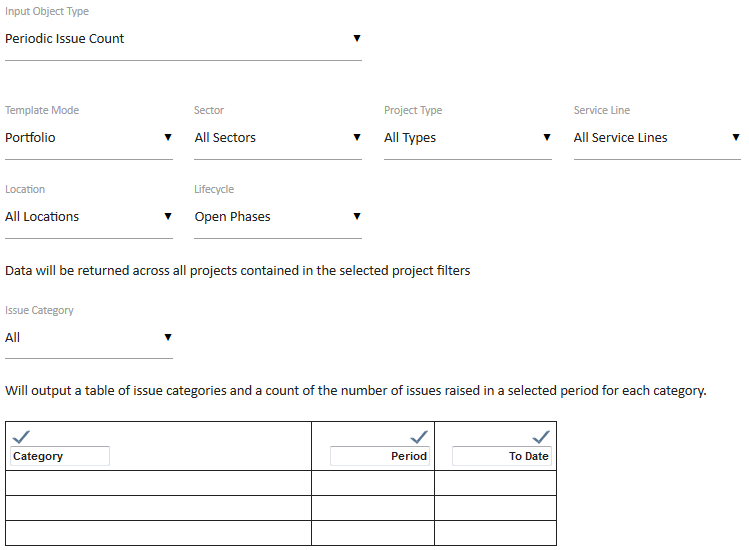 Input Object Type
Periodic Issue Count
Template Mode Sector Project Type Service Line
Portfolio All Sectors All Types All Service Lines
Location Lifecycle
All Locations Open Phases
Data will be returned across all projects contained in the selected project filters
Issue Category
All
Will output a table of issue categories and a count of the number of issues raised in a selected period for each category.
Category Period To Date